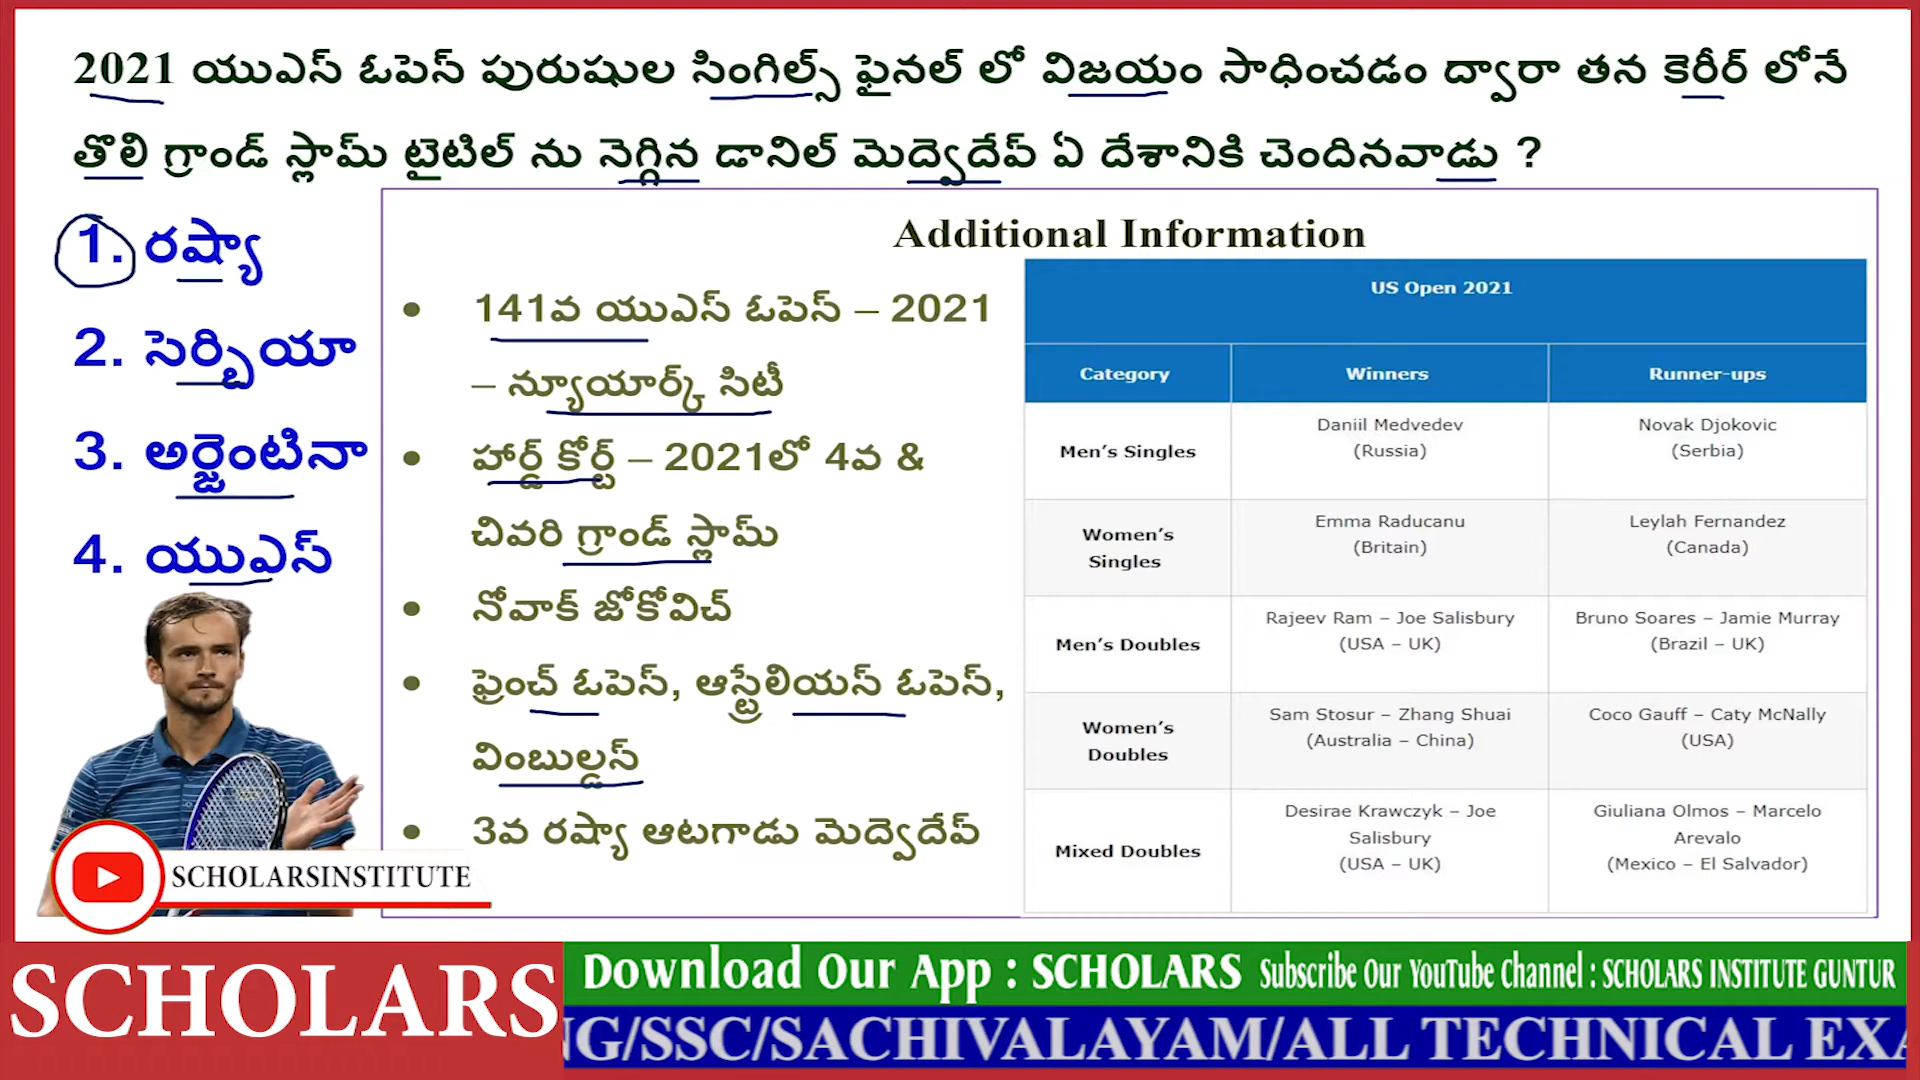 2021 యుఎస్ ఓపెన్ పురుషుల సింగిల్స్ ఫైనల్ లో విజయం సాధించడం ద్వారా తన కెరీర్ లోనే
తొలి గ్రాండ్ స్లామ్ టైటిల్ ను నెగ్గిన డానిల్ మెద్వెదేవ్ ఏ దేశానికి చెందినవాడు ?
1. రష్యా
2. సెర్బియా
3. అర్జెంటినా
4. యుఎస్
Additional Information
• 141వ యుఎస్ ఓపెన్ – 2021
– న్యూయార్క్ సిటీ
• హార్డ్ కోర్ట్ – 2021లో 4వ &
చివరి గ్రాండ్ స్లామ్
• నోవాక్ జోకోవిచ్
• ఫ్రెంచ్ ఓపెన్, ఆస్ట్రేలియన్ ఓపెన్,
వింబుల్డన్
• 3వ రష్యా ఆటగాడు మెద్వెదేవ్
US Open 2021
Category Winners Runner-ups
Men's Singles
Daniil Medvedev
(Russia)
Novak Djokovic
(Serbia)
Women's
Singles
Emma Raducanu
(Britain)
Leylah Fernandez
(Canada)
Men's Doubles
Rajeev Ram – Joe Salisbury
(USA – UK)
Bruno Soares – Jamie Murray
(Brazil – UK)
Women's
Doubles
Sam Stosur – Zhang Shuai
(Australia – China)
Coco Gauff – Caty McNally
(USA)
Mixed Doubles
Desirae Krawczyk – Joe
Salisbury
(USA – UK)
Giuliana Olmos – Marcelo
Arevalo
(Mexico – El Salvador)
SCHOLARSINSTITUTE
SCHOLARS
Download Our App : SCHOLARS Subscribe Our YouTube Channel : SCHOLARS INSTITUTE GUNTUR
NG/SSC/SACHIVALAYAM/ALL TECHNICAL EXA